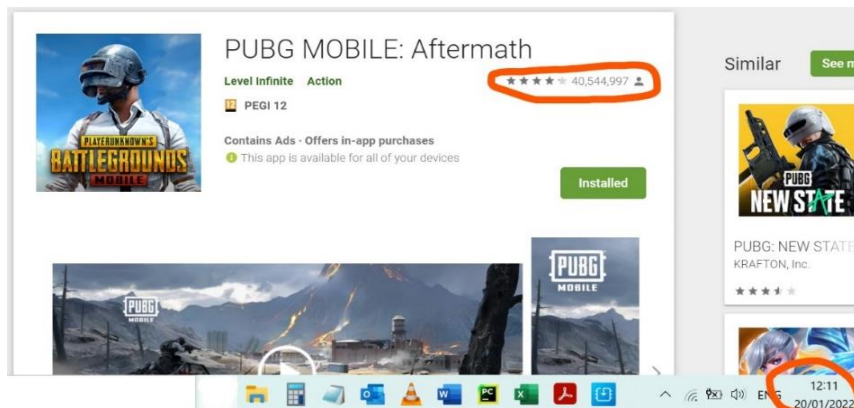 PUBG MOBILE: Aftermath
Level Infinite Action
40,544,997
12 PEGI 12
Contains Ads · Offers in-app purchases
This app is available for all of your devices
Installed
PLAYERUNKNOWN'S
BATTLEGROUNDS
MOBILE
PUBG
MOBILE
PUBG
MOBILE
Similar
See m
PUBG
NEW STATE
PUBG: NEW STATE
KRAFTON, Inc.
PC
ENG
12:11
20/01/2022